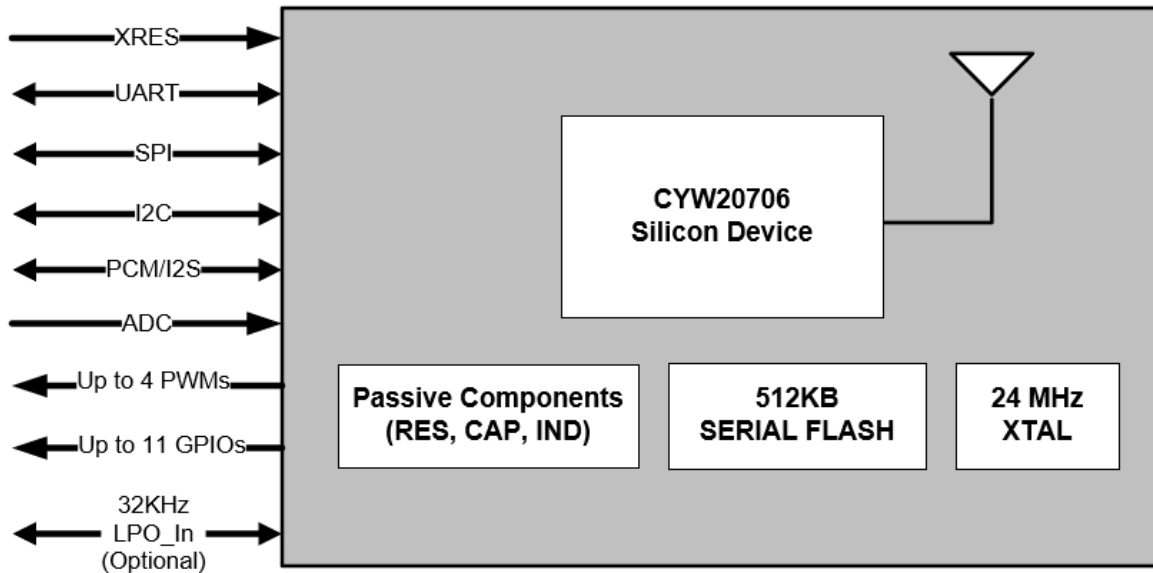 XRES
UART
SPI
I2C
PCM/I2S
ADC
Up to 4 PWMs
Up to 11 GPIOs
32KHz
LPO_In
(Optional)
CYW20706
Silicon Device
Passive Components
(RES, CAP, IND)
512KB
SERIAL FLASH
24 MHz
XTAL